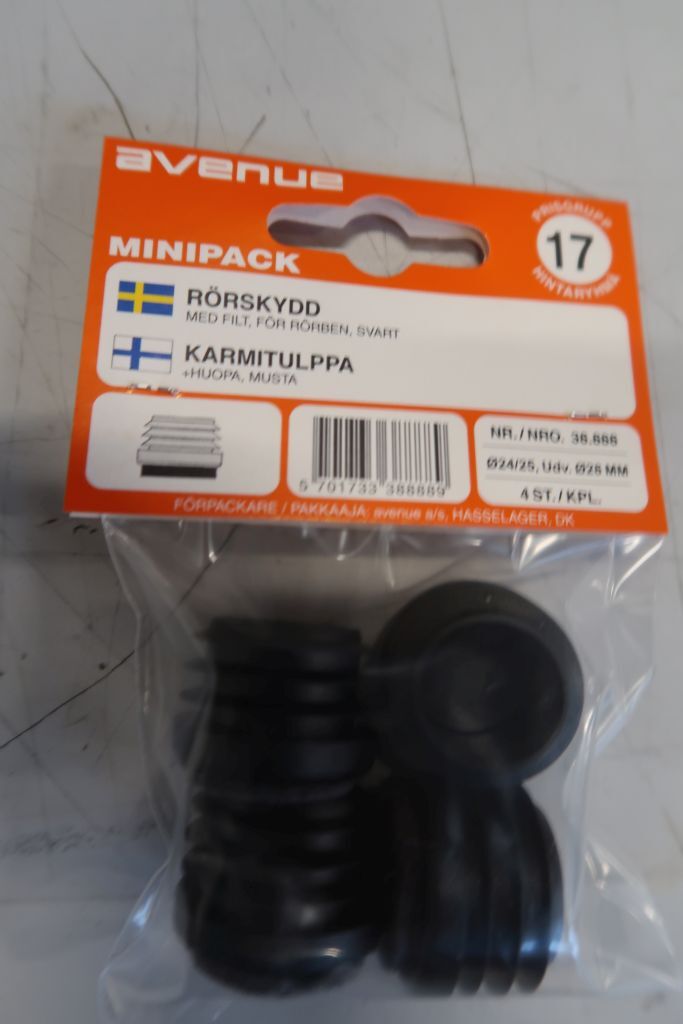 avenue
MINIPACK
PRISGRUPP
17
HINTARYHMÄ
RÖRSKYDD
MED FILT, FÖR RÖRBEN, SVART
KARMITULPPA
+HUOPA, MUSTA
5 701733 388889
NR./NRO. 38.888
Ø24/25, Udv. Ø28 MM
4 ST./KPL.
FÖRPACKARE / PAKKAAJA: avenue a/s, HASSELAGER, DK